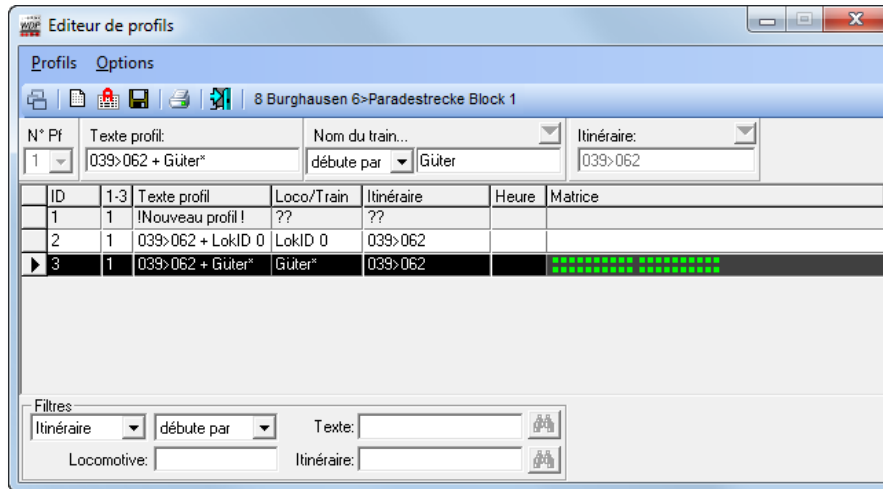 WDP Editeur de profils
Profils Options
8 Burghausen 6>Paradestrecke Block 1
N° Pf Texte profil: Nom du train... Itinéraire:
1 039>062 + Güter* débute par Güter 039>062
ID 1-3 Texte profil Loco/Train Itinéraire Heure Matrice
1 1 !Nouveau profil ! ?? ??
2 1 039>062 + LokID 0 LokID 0 039>062
3 1 039>062 + Güter* Güter* 039>062
Filtres
Itinéraire débute par Texte:
Locomotive: Itinéraire: